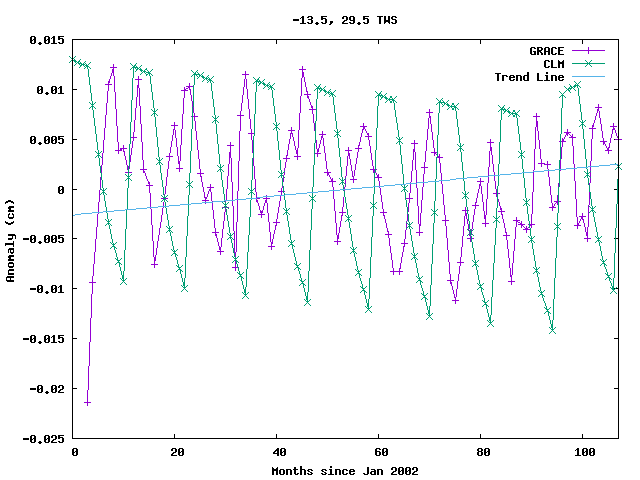 -13.5, 29.5 TWS
0.015
0.01
0.005
0
-0.005
-0.01
-0.015
-0.02
-0.025
Anomaly (cm)
GRACE
CLM
Trend Line
0 20 40 60 80 100
Months since Jan 2002